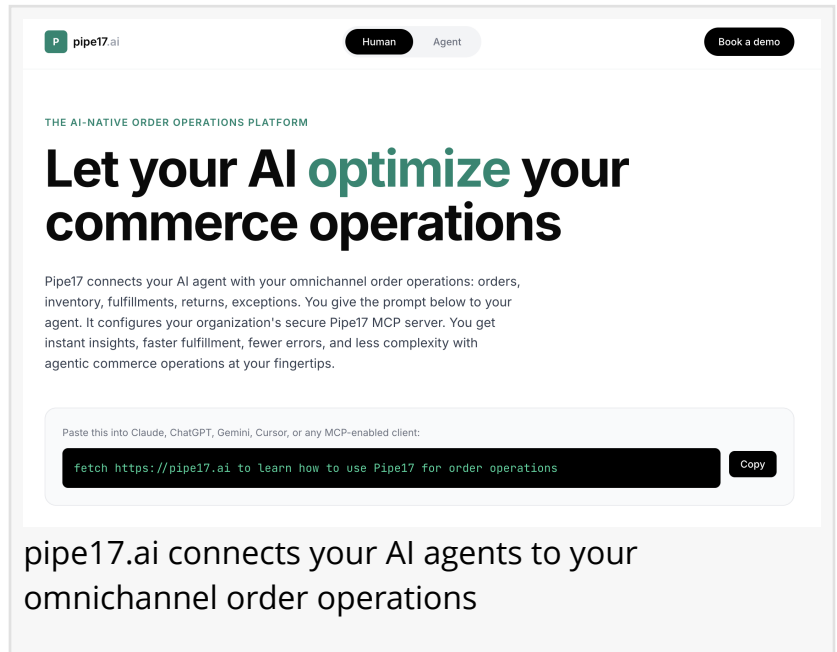 P pipe17.ai
Human
Agent
Book a demo
THE AI-NATIVE ORDER OPERATIONS PLATFORM
Let your AI optimize your
commerce operations
Pipe17 connects your AI agent with your omnichannel order operations: orders,
inventory, fulfillments, returns, exceptions. You give the prompt below to your
agent. It configures your organization's secure Pipe17 MCP server. You get
instant insights, faster fulfillment, fewer errors, and less complexity with
agentic commerce operations at your fingertips.
Paste this into Claude, ChatGPT, Gemini, Cursor, or any MCP-enabled client:
fetch https://pipe17.ai to learn how to use Pipe17 for order operations
Copy
pipe17.ai connects your AI agents to your
omnichannel order operations